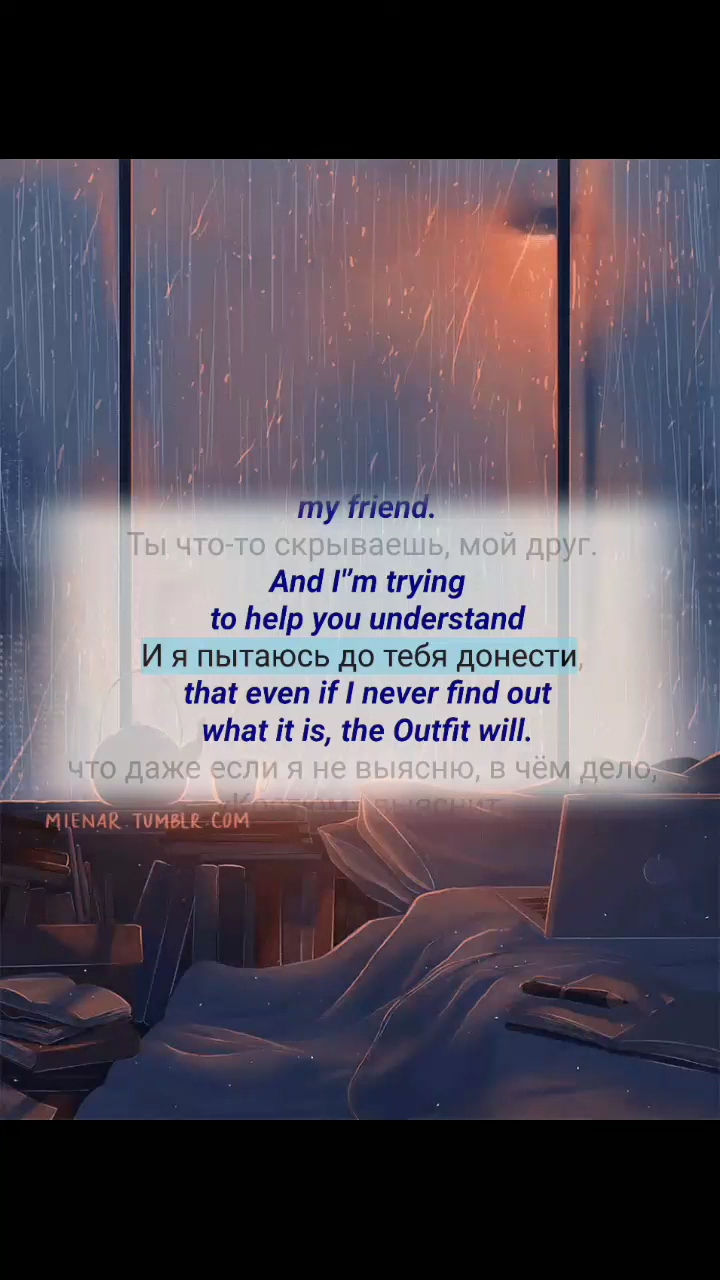 my friend.
Ты что-то скрываешь, мой друг.
And I"m trying
to help you understand
И я пытаюсь до тебя донести,
that even if I never find out
what it is, the Outfit will.
что даже если я не выясню, в чём дело,
выяснит
MIENAR.TUMBLR.COM